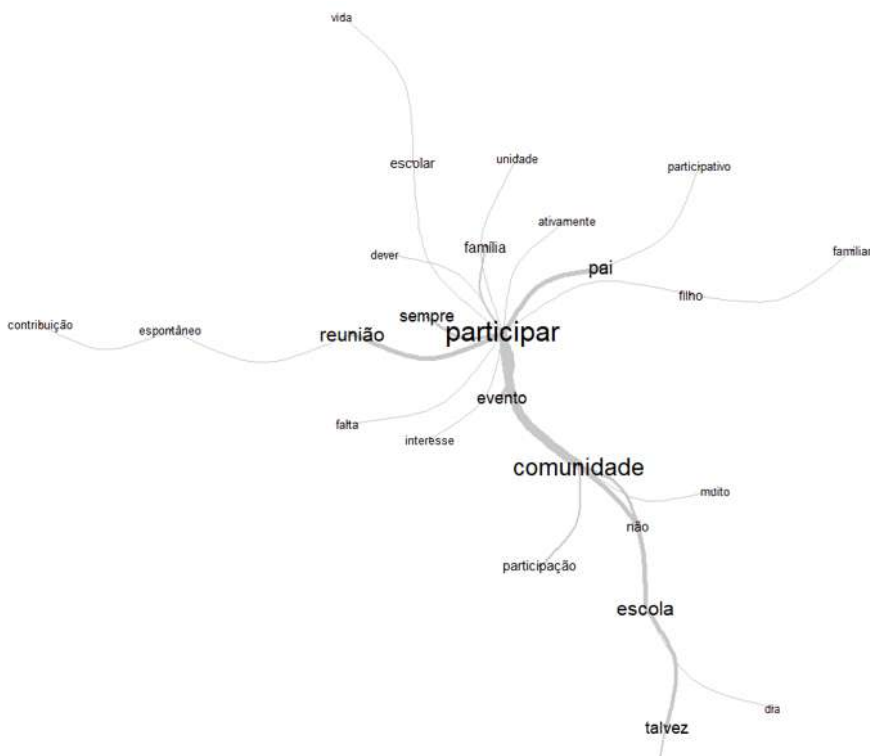 vida
escolar
unidade
participativo
ativamente
dever
família
familiar
pai
filho
sempre
participar
contribuição
espontâneo
reunião
evento
falta
interesse
comunidade
muito
não
participação
escola
dra
talvez